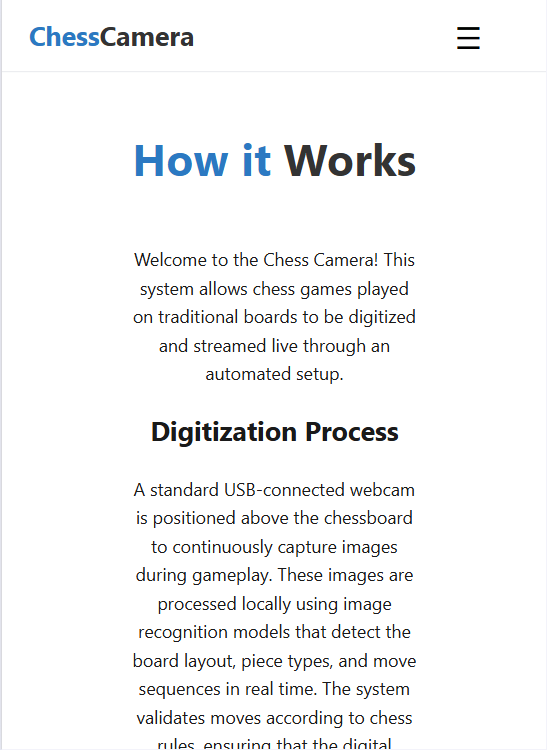 ChessCamera
How it Works
Welcome to the Chess Camera! This
system allows chess games played
on traditional boards to be digitized
and streamed live through an
automated setup.
Digitization Process
A standard USB-connected webcam
is positioned above the chessboard
to continuously capture images
during gameplay. These images are
processed locally using image
recognition models that detect the
board layout, piece types, and move
sequences in real time. The system
validates moves according to chess
rules, ensuring that the digital